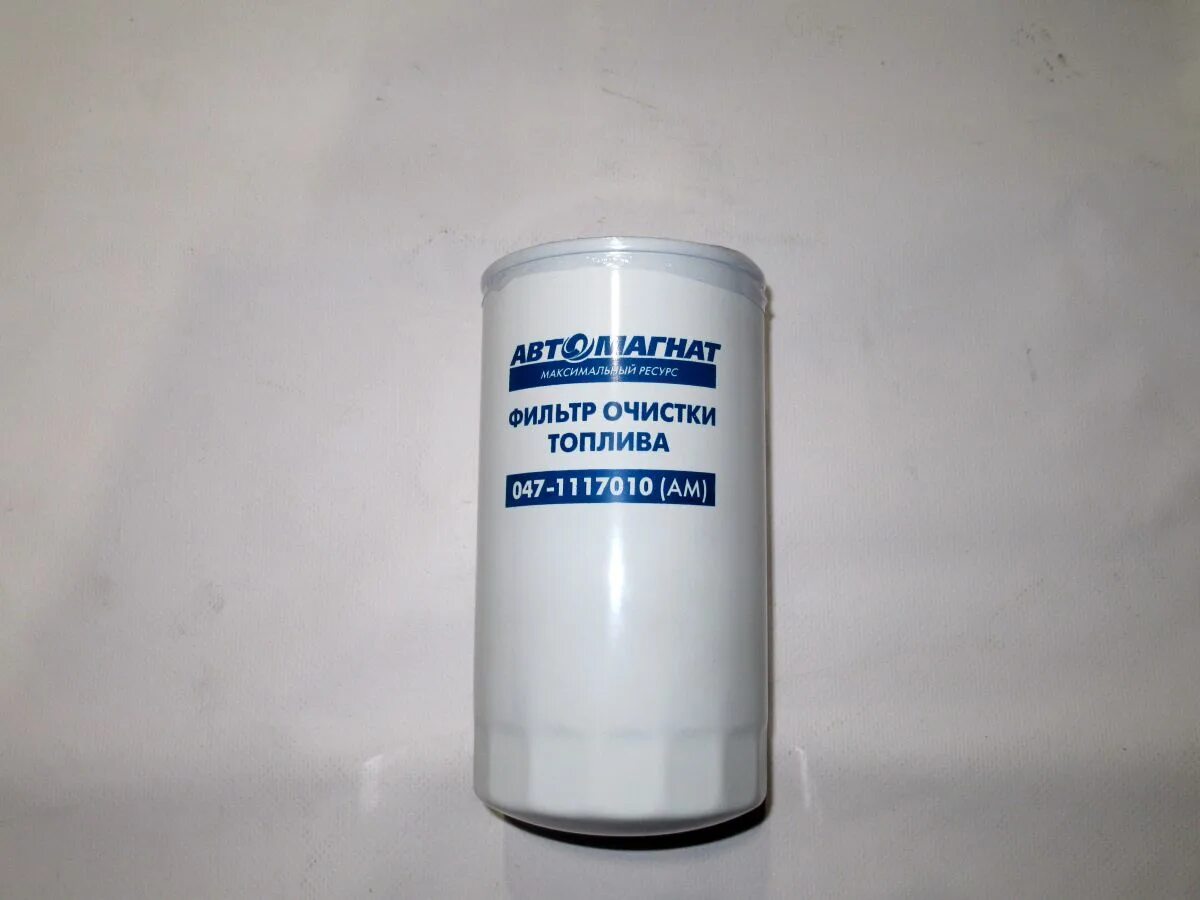 АВТОМАГНАТ
МАКСИМАЛЬНЫЙ РЕСУРС
ФИЛЬТР ОЧИСТКИ
ТОПЛИВА
047-1117010 (АМ)